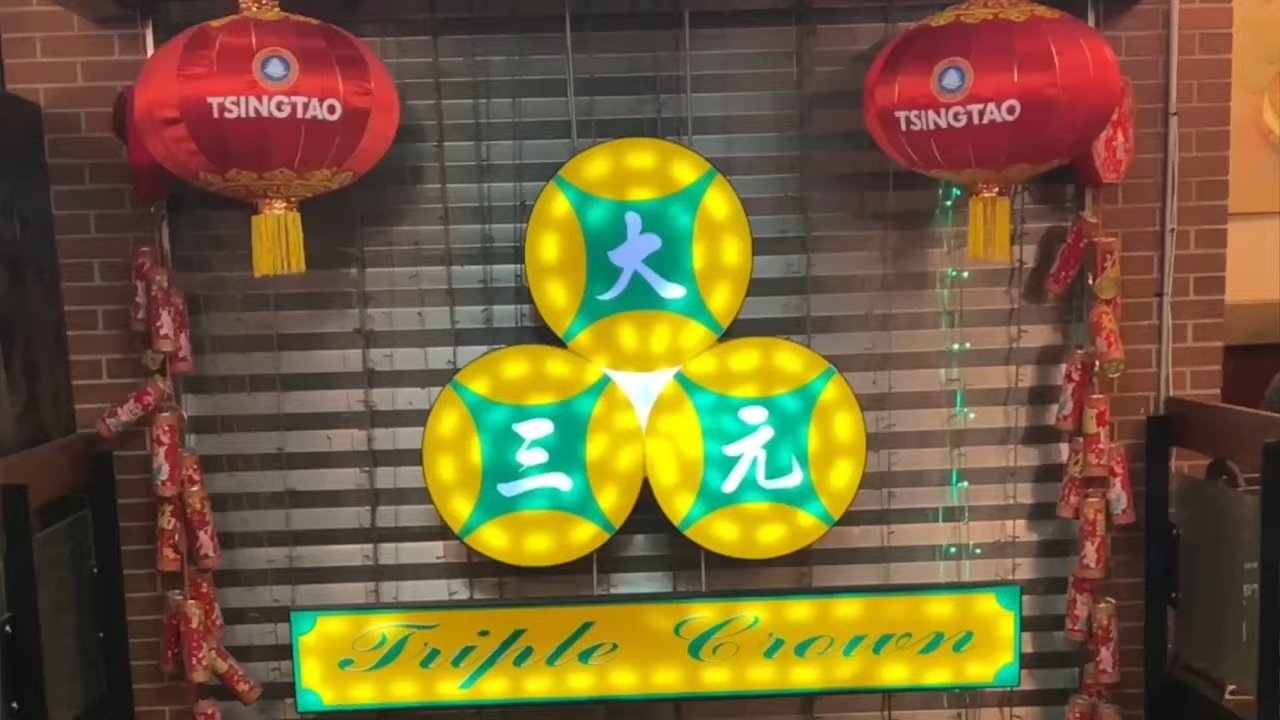 TSINGTAO
TSINGTAO
大
三 元
Triple Crown